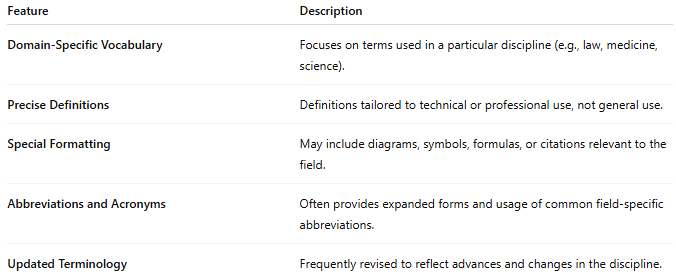 Feature Description
Domain-Specific Vocabulary Focuses on terms used in a particular discipline (e.g., law, medicine,
science).
Precise Definitions Definitions tailored to technical or professional use, not general use.
Special Formatting May include diagrams, symbols, formulas, or citations relevant to the
field.
Abbreviations and Acronyms Often provides expanded forms and usage of common field-specific
abbreviations.
Updated Terminology Frequently revised to reflect advances and changes in the discipline.